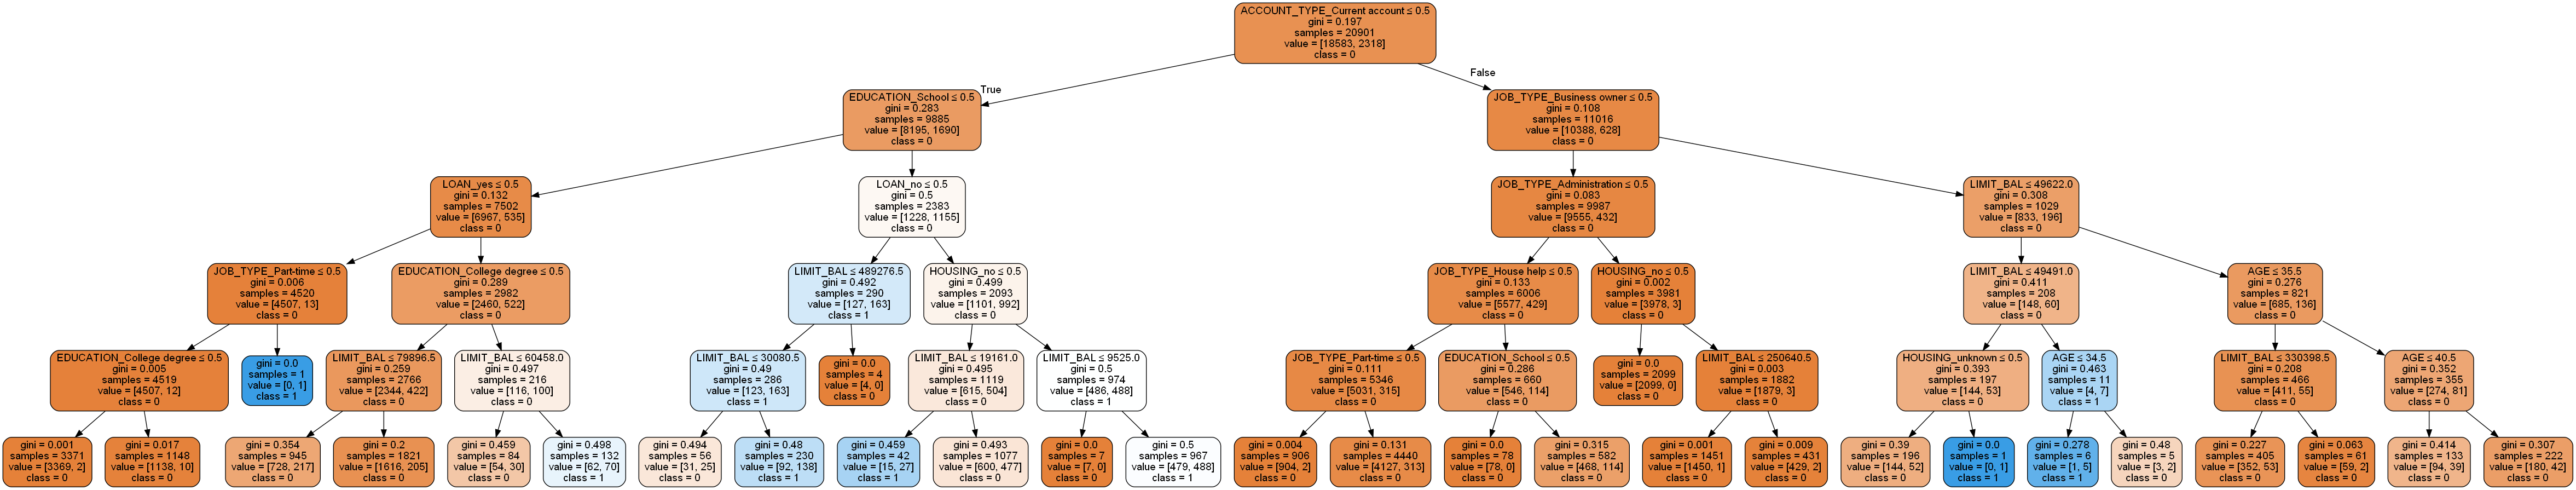 ACCOUNT_TYPE_Current account ≤ 0.5
gini = 0.197
samples = 20901
value = [18583, 2318]
class = 0
True
False
EDUCATION_School ≤ 0.5
gini = 0.283
samples = 9885
value = [8195, 1690]
class = 0
JOB_TYPE_Business owner ≤ 0.5
gini = 0.108
samples = 11016
value = [10388, 628]
class = 0
LOAN_yes ≤ 0.5
gini = 0.132
samples = 7502
value = [6967, 535]
class = 0
LOAN_no ≤ 0.5
gini = 0.5
samples = 2383
value = [1228, 1155]
class = 0
JOB_TYPE_Administration ≤ 0.5
gini = 0.083
samples = 9987
value = [9555, 432]
class = 0
LIMIT_BAL ≤ 49622.0
gini = 0.308
samples = 1029
value = [833, 196]
class = 0
JOB_TYPE_Part-time ≤ 0.5
gini = 0.006
samples = 4520
value = [4507, 13]
class = 0
EDUCATION_College degree ≤ 0.5
gini = 0.289
samples = 2982
value = [2460, 522]
class = 0
LIMIT_BAL ≤ 489276.5
gini = 0.492
samples = 290
value = [127, 163]
class = 1
HOUSING_no ≤ 0.5
gini = 0.499
samples = 2093
value = [1101, 992]
class = 0
JOB_TYPE_House help ≤ 0.5
gini = 0.133
samples = 6006
value = [5577, 429]
class = 0
HOUSING_no ≤ 0.5
gini = 0.002
samples = 3981
value = [3978, 3]
class = 0
LIMIT_BAL ≤ 49491.0
gini = 0.411
samples = 208
value = [148, 60]
class = 0
AGE ≤ 35.5
gini = 0.276
samples = 821
value = [685, 136]
class = 0
EDUCATION_College degree ≤ 0.5
gini = 0.005
samples = 4519
value = [4507, 12]
class = 0
gini = 0.0
samples = 1
value = [0, 1]
class = 1
LIMIT_BAL ≤ 79896.5
gini = 0.259
samples = 2766
value = [2344, 422]
class = 0
LIMIT_BAL ≤ 60458.0
gini = 0.497
samples = 216
value = [116, 100]
class = 0
LIMIT_BAL ≤ 30080.5
gini = 0.49
samples = 286
value = [123, 163]
class = 1
gini = 0.0
samples = 4
value = [4, 0]
class = 0
LIMIT_BAL ≤ 19161.0
gini = 0.495
samples = 1119
value = [615, 504]
class = 0
LIMIT_BAL ≤ 9525.0
gini = 0.5
samples = 974
value = [486, 488]
class = 1
JOB_TYPE_Part-time ≤ 0.5
gini = 0.111
samples = 5346
value = [5031, 315]
class = 0
EDUCATION_School ≤ 0.5
gini = 0.286
samples = 660
value = [546, 114]
class = 0
gini = 0.0
samples = 2099
value = [2099, 0]
class = 0
LIMIT_BAL ≤ 250640.5
gini = 0.003
samples = 1882
value = [1879, 3]
class = 0
HOUSING_unknown ≤ 0.5
gini = 0.393
samples = 197
value = [144, 53]
class = 0
AGE ≤ 34.5
gini = 0.463
samples = 11
value = [4, 7]
class = 1
LIMIT_BAL ≤ 330398.5
gini = 0.208
samples = 466
value = [411, 55]
class = 0
AGE ≤ 40.5
gini = 0.352
samples = 355
value = [274, 81]
class = 0
gini = 0.001
samples = 3371
value = [3369, 2]
class = 0
gini = 0.017
samples = 1148
value = [1138, 10]
class = 0
gini = 0.354
samples = 945
value = [728, 217]
class = 0
gini = 0.2
samples = 1821
value = [1616, 205]
class = 0
gini = 0.459
samples = 84
value = [54, 30]
class = 0
gini = 0.498
samples = 132
value = [62, 70]
class = 1
gini = 0.494
samples = 56
value = [31, 25]
class = 0
gini = 0.48
samples = 230
value = [92, 138]
class = 1
gini = 0.459
samples = 42
value = [15, 27]
class = 1
gini = 0.493
samples = 1077
value = [600, 477]
class = 0
gini = 0.0
samples = 7
value = [7, 0]
class = 0
gini = 0.5
samples = 967
value = [479, 488]
class = 1
gini = 0.004
samples = 906
value = [904, 2]
class = 0
gini = 0.131
samples = 4440
value = [4127, 313]
class = 0
gini = 0.0
samples = 78
value = [78, 0]
class = 0
gini = 0.315
samples = 582
value = [468, 114]
class = 0
gini = 0.001
samples = 1451
value = [1450, 1]
class = 0
gini = 0.009
samples = 431
value = [429, 2]
class = 0
gini = 0.39
samples = 196
value = [144, 52]
class = 0
gini = 0.0
samples = 1
value = [0, 1]
class = 1
gini = 0.278
samples = 6
value = [1, 5]
class = 1
gini = 0.48
samples = 5
value = [3, 2]
class = 0
gini = 0.227
samples = 405
value = [352, 53]
class = 0
gini = 0.063
samples = 61
value = [59, 2]
class = 0
gini = 0.414
samples = 133
value = [94, 39]
class = 0
gini = 0.307
samples = 222
value = [180, 42]
class = 0